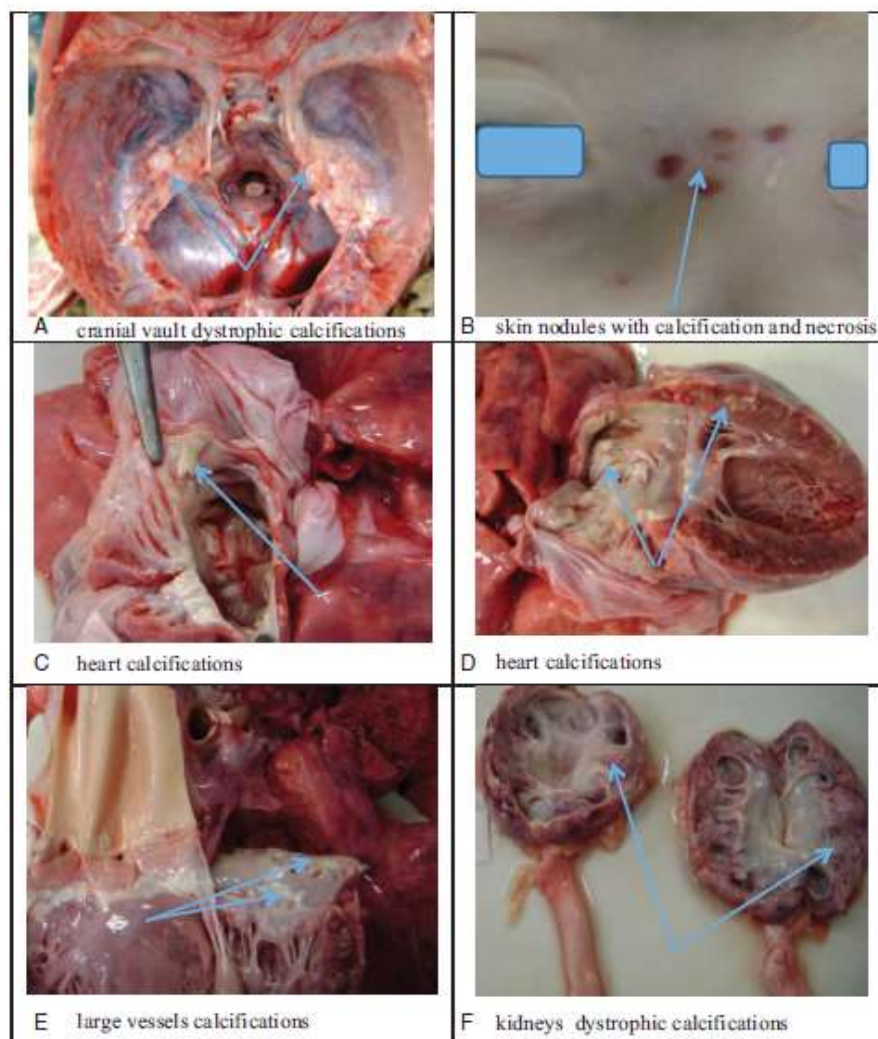 A cranial vault dystrophic calcifications
B skin nodules with calcification and necrosis
C heart calcifications
D heart calcifications
E large vessels calcifications
F kidneys dystrophic calcifications